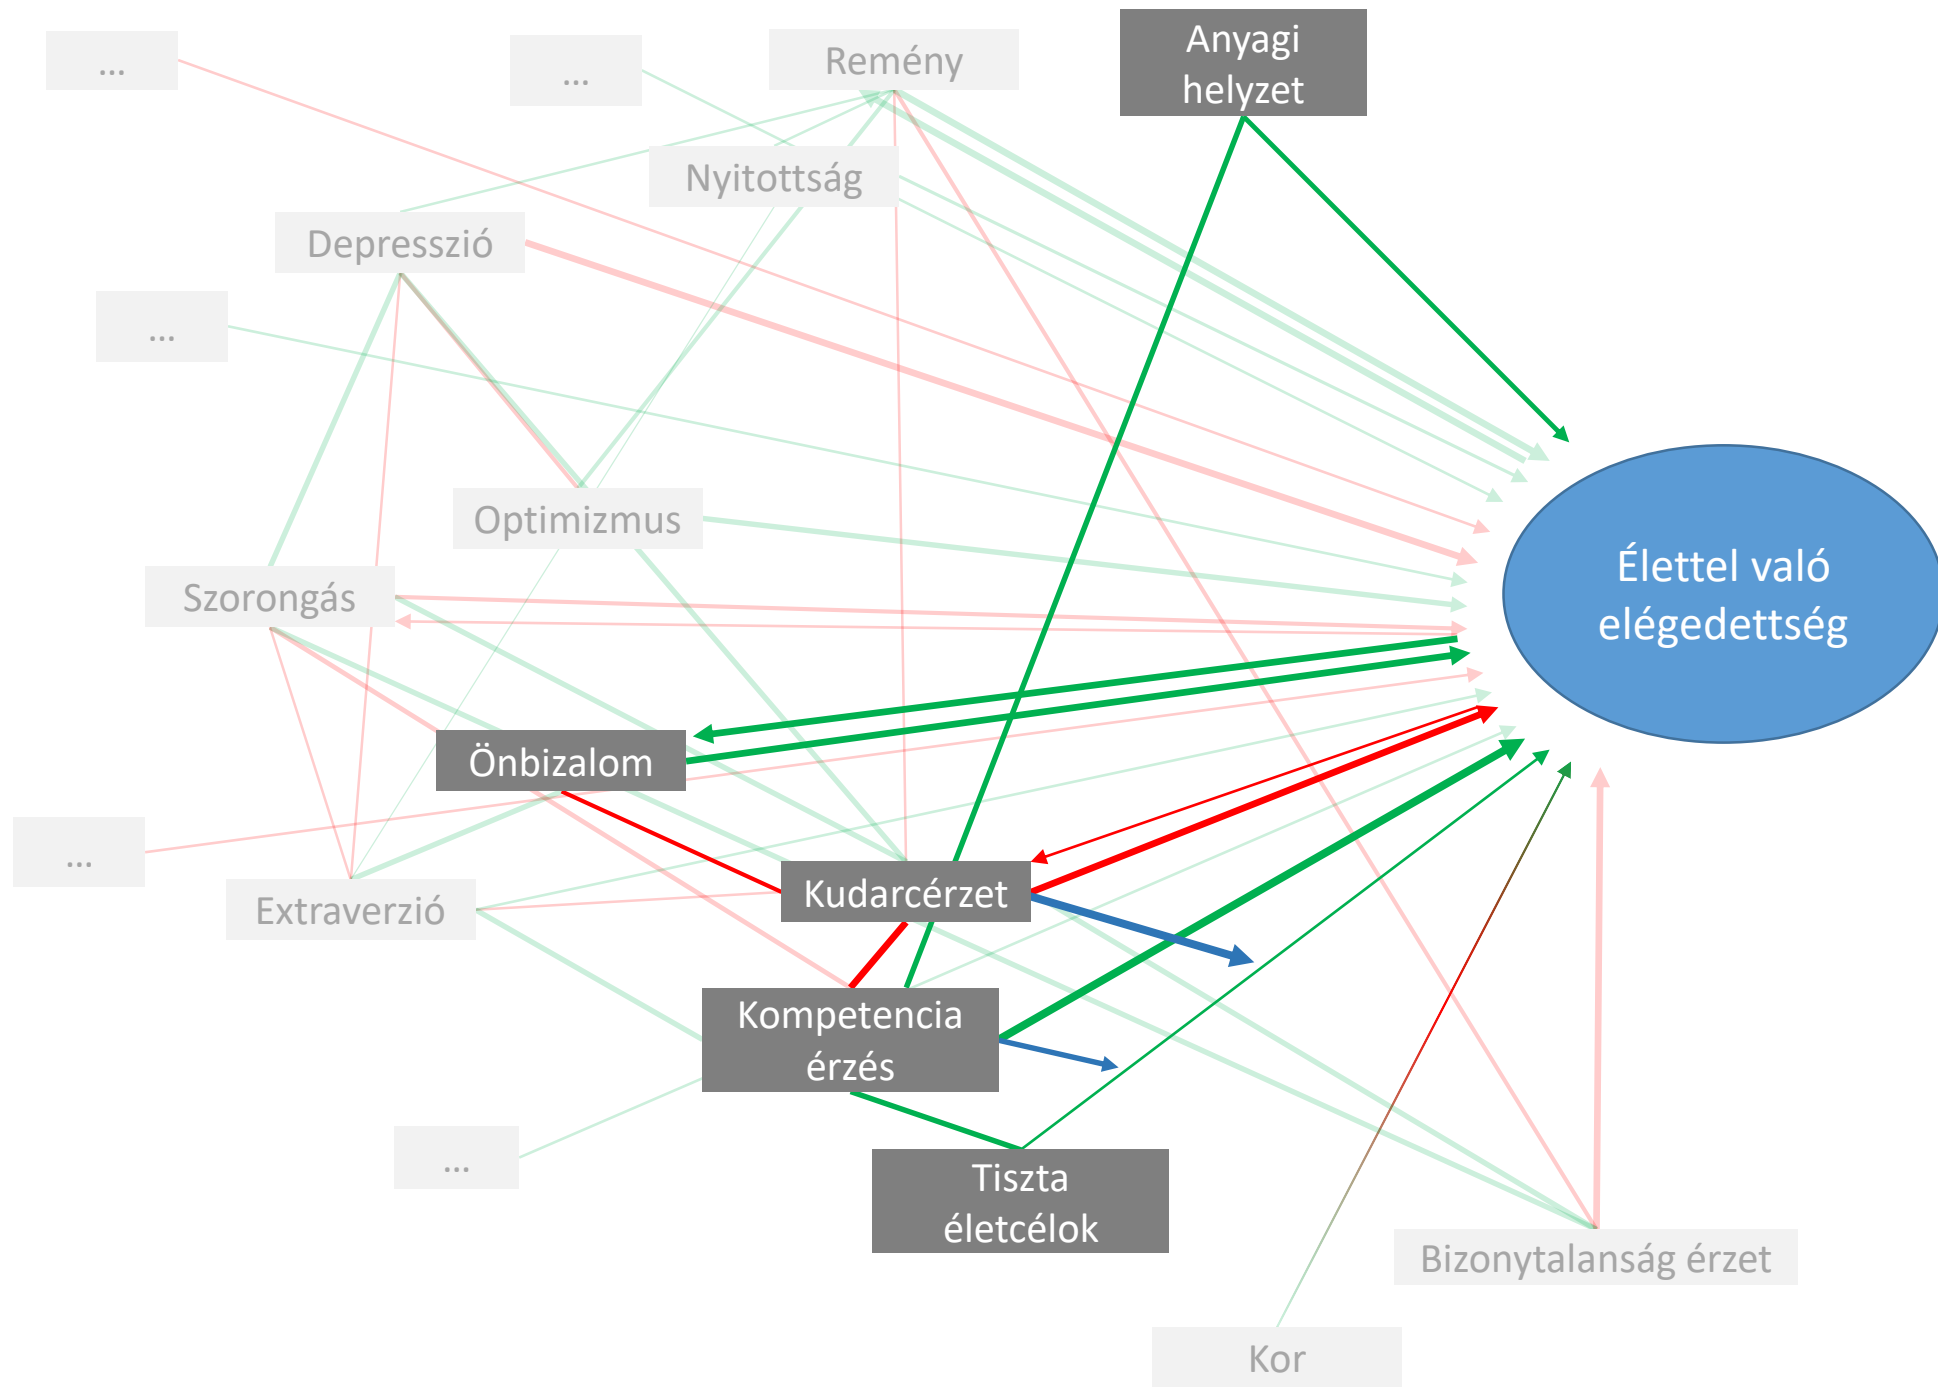 ...
...
Remény
Anyagi
helyzet
Nyitottság
Depresszió
...
Optimizmus
Szorongás
Élettel való
elégedettség
Önbizalom
...
Extraverzió
Kudarcérzet
Kompetencia
érzés
...
Tiszta
életcélok
Bizonytalanság érzet
Kor